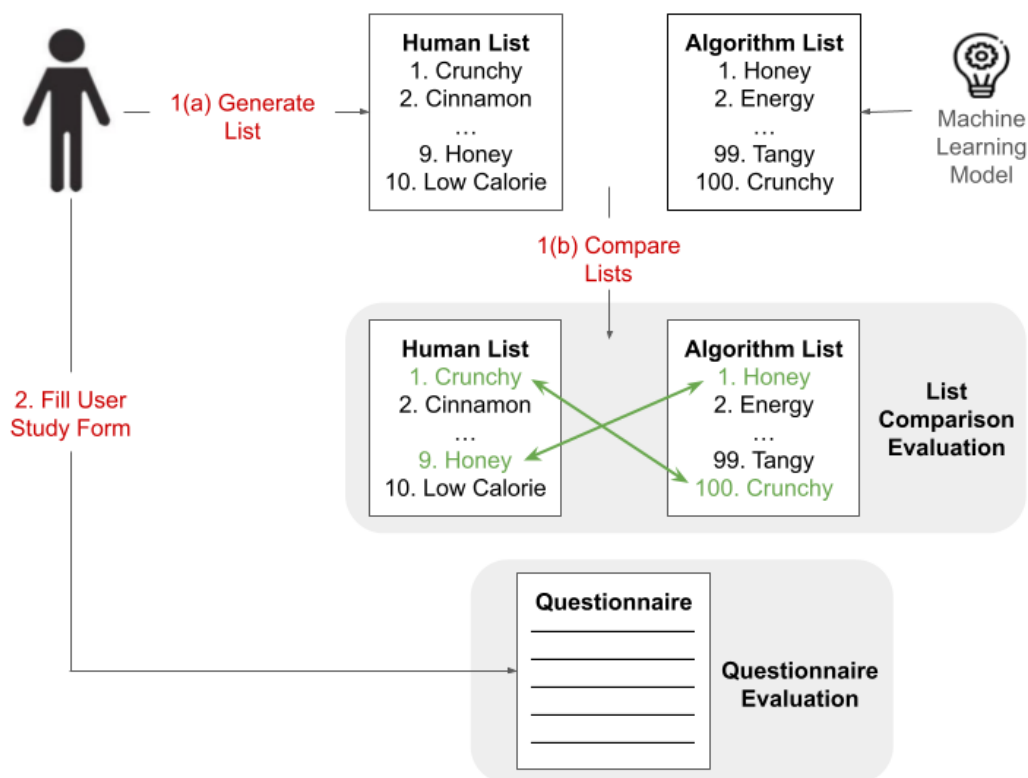 Human List
1. Crunchy
2. Cinnamon
...
9. Honey
10. Low Calorie
Algorithm List
1. Honey
2. Energy
...
99. Tangy
100. Crunchy
1(a) Generate
List
Machine
Learning
Model
1(b) Compare
Lists
Human List
1. Crunchy
2. Cinnamon
...
9. Honey
10. Low Calorie
Algorithm List
1. Honey
2. Energy
...
99. Tangy
100. Crunchy
List
Comparison
Evaluation
2. Fill User
Study Form
Questionnaire
Questionnaire
Evaluation